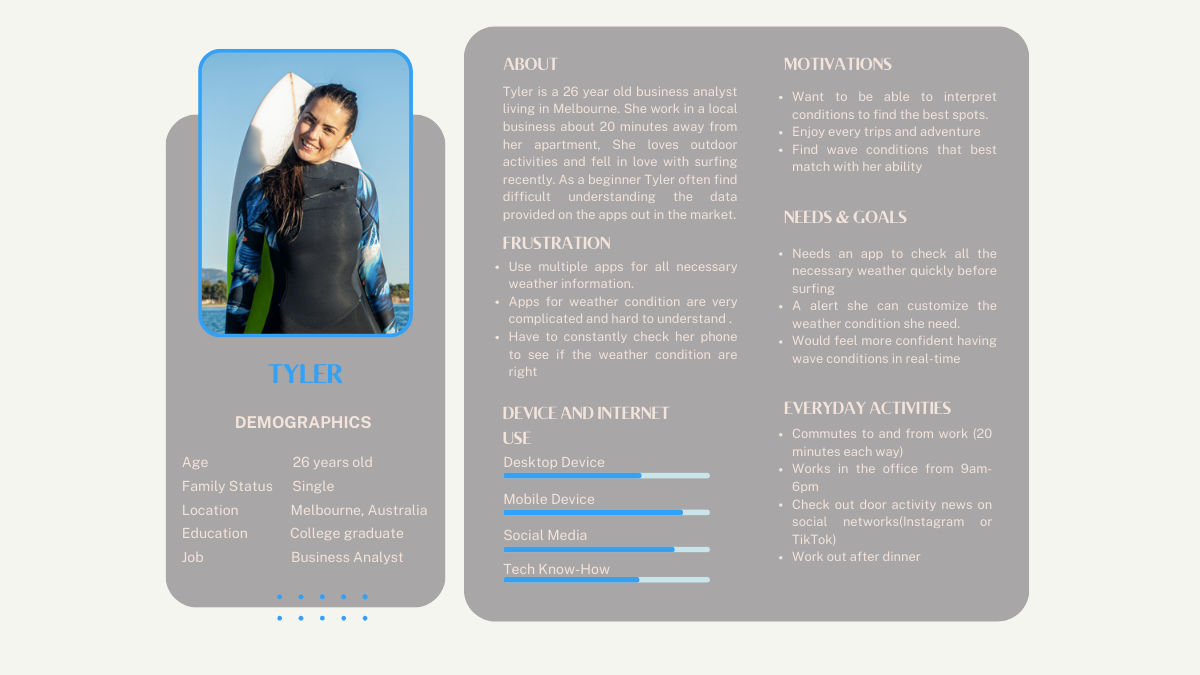 TYLER
DEMOGRAPHICS
Age 26 years old
Family Status Single
Location Melbourne, Australia
Education College graduate
Job Business Analyst
ABOUT
Tyler is a 26 year old business analyst
living in Melbourne. She work in a local
business about 20 minutes away from
her apartment, She loves outdoor
activities and fell in love with surfing
recently. As a beginner Tyler often find
difficult understanding the data
provided on the apps out in the market.
FRUSTRATION
• Use multiple apps for all necessary
weather information.
• Apps for weather condition are very
complicated and hard to understand .
• Have to constantly check her phone
to see if the weather condition are
right
DEVICE AND INTERNET
USE
Desktop Device
Mobile Device
Social Media
Tech Know-How
MOTIVATIONS
• Want to be able to interpret
conditions to find the best spots.
• Enjoy every trips and adventure
• Find wave conditions that best
match with her ability
NEEDS & GOALS
• Needs an app to check all the
necessary weather quickly before
surfing
• A alert she can customize the
weather condition she need.
• Would feel more confident having
wave conditions in real-time
EVERYDAY ACTIVITIES
• Commutes to and from work (20
minutes each way)
• Works in the office from 9am-
6pm
• Check out door activity news on
social networks(Instagram or
TikTok)
• Work out after dinner